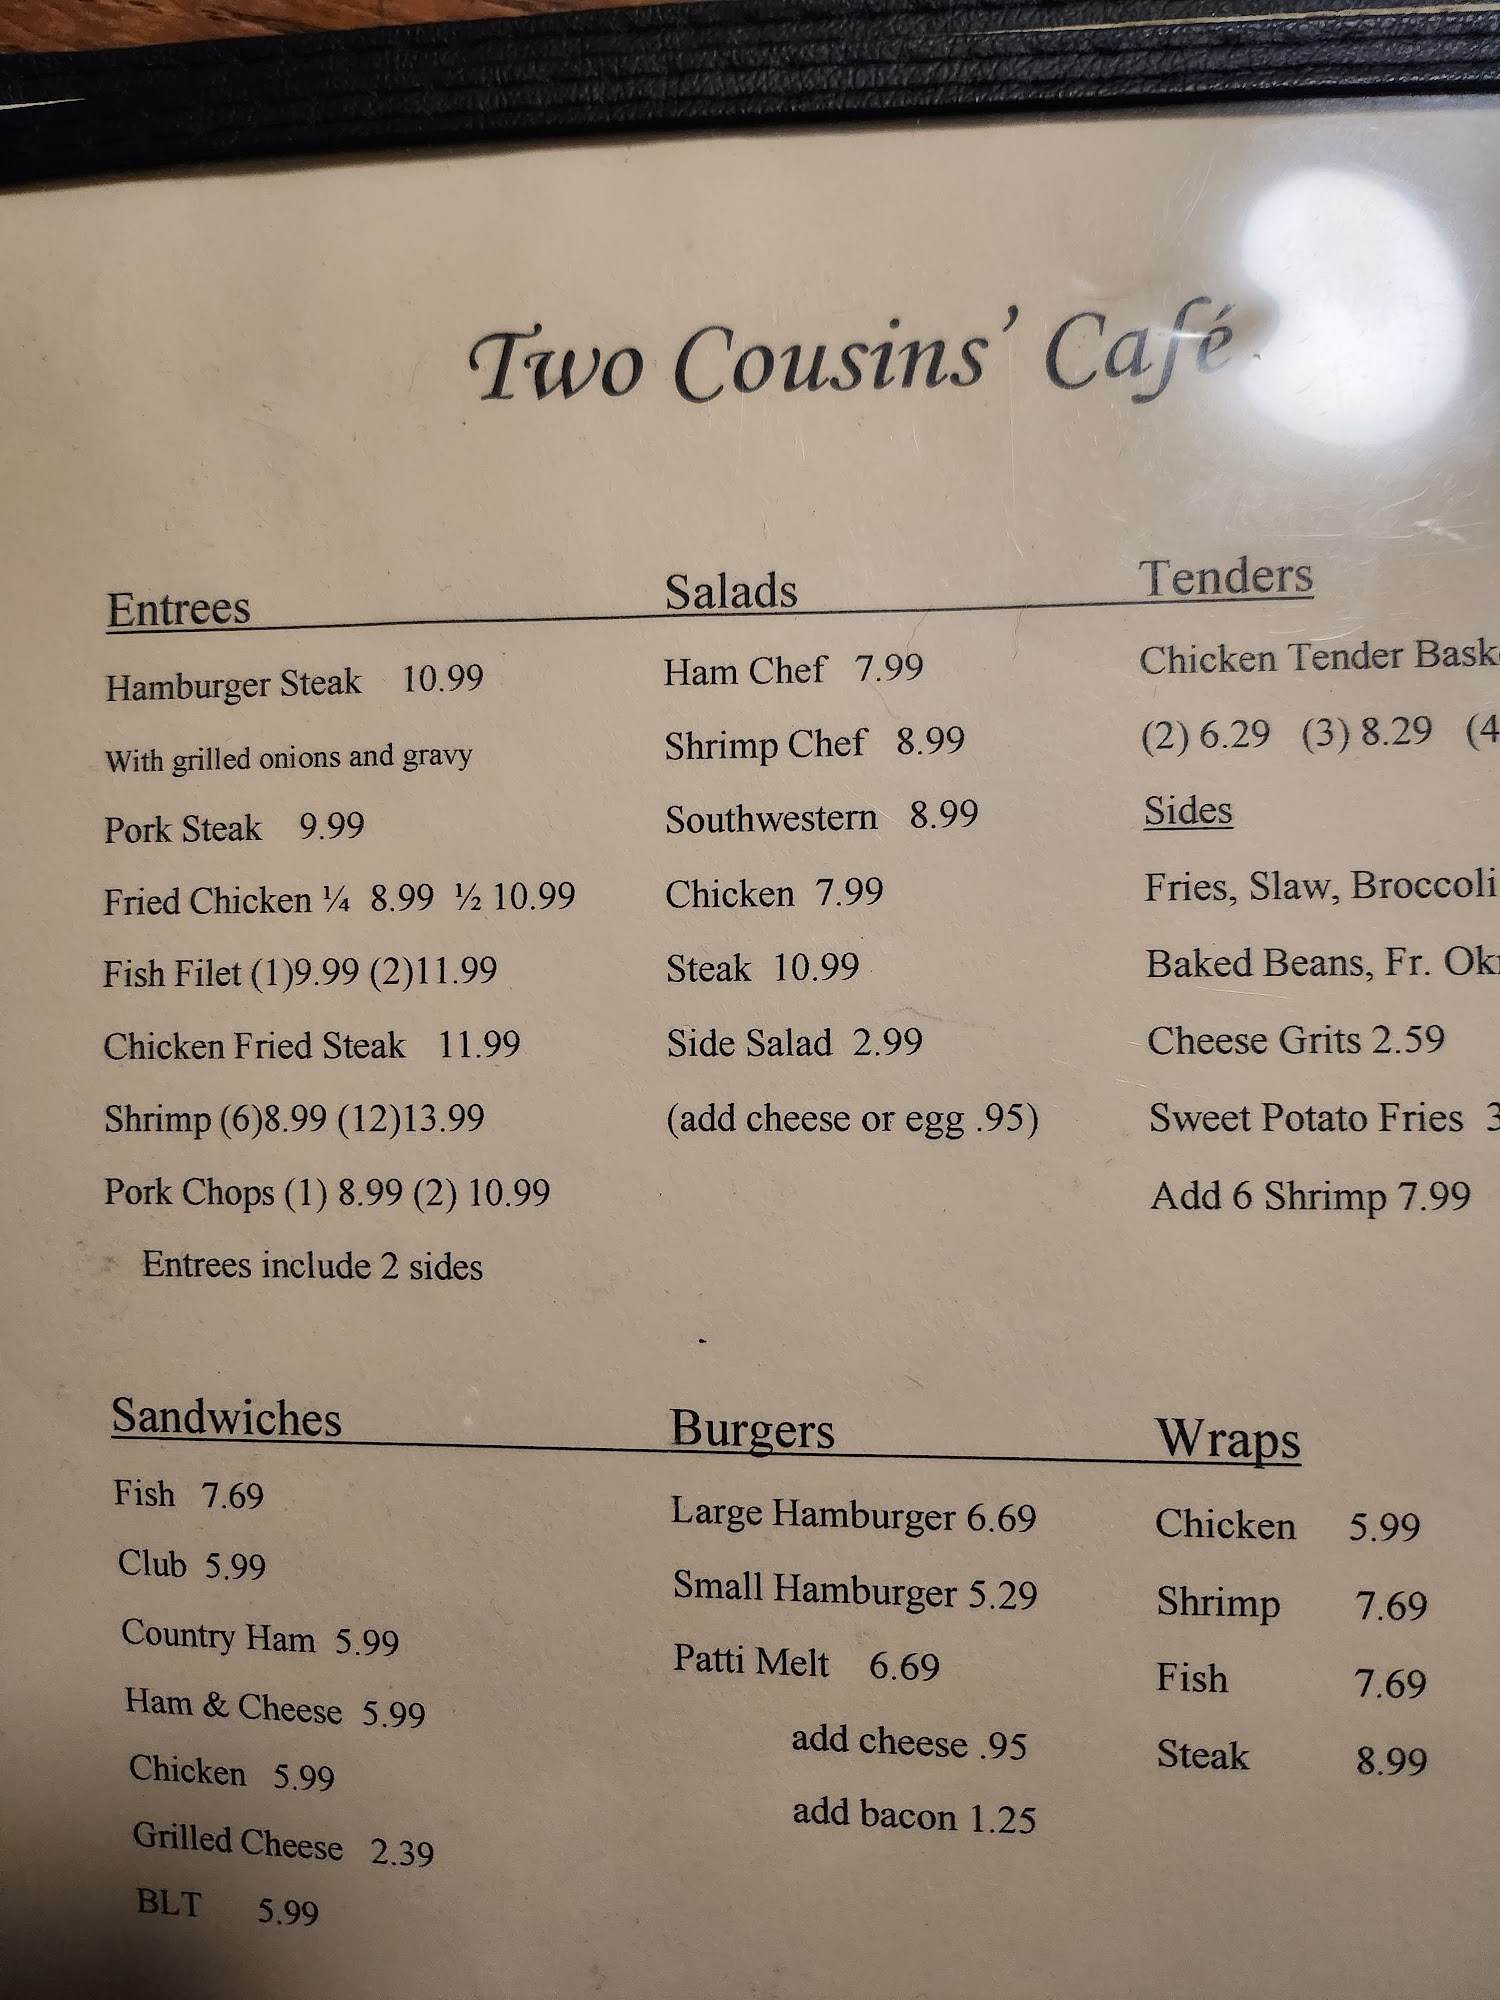 Two Cousins' Café
Entrees
Hamburger Steak 10.99
With grilled onions and gravy
Pork Steak 9.99
Fried Chicken ¼ 8.99 ½ 10.99
Fish Filet (1)9.99 (2)11.99
Chicken Fried Steak 11.99
Shrimp (6)8.99 (12)13.99
Pork Chops (1) 8.99 (2) 10.99
Entrees include 2 sides
Salads
Ham Chef 7.99
Shrimp Chef 8.99
Southwestern 8.99
Chicken 7.99
Steak 10.99
Side Salad 2.99
(add cheese or egg .95)
Tenders
Chicken Tender
(2) 6.29 (3) 8.29 (4
Sides
Fries, Slaw, Broccoli
Baked Beans, Fr.
Cheese Grits 2.59
Sweet Potato Fries 3
Add 6 Shrimp 7.99
Sandwiches
Fish 7.69
Club 5.99
Country Ham 5.99
Ham & Cheese 5.99
Chicken 5.99
Grilled Cheese 2.39
BLT 5.99
Burgers
Large Hamburger 6.69
Small Hamburger 5.29
Patti Melt 6.69
add cheese .95
add bacon 1.25
Wraps
Chicken 5.99
Shrimp 7.69
Fish 7.69
Steak 8.99